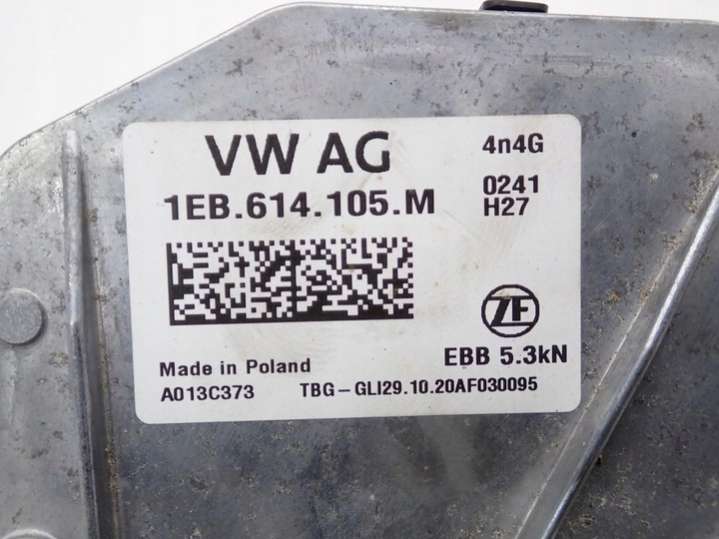 VW AG
4n4G
1EB.614.105.M
0241
H27
ZF
EBB 5.3kN
Made in Poland
A013C373
TBG-GLI29.10.20AF030095